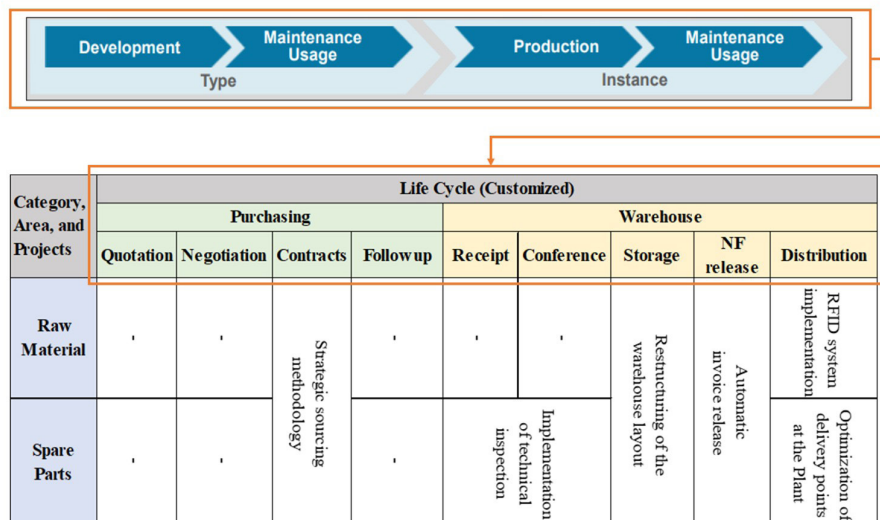 Development
Maintenance
Usage
Production
Maintenance
Usage
Type
Instance
Category,
Area, and
Projects
Life Cycle (Customized)
Purchasing
Warehouse
Quotation
Negotiation
Contracts
Followup
Receipt
Conference
Storage
NF
release
Distribution
Raw
Material
-
-
Strategic sourcing
methodology
-
-
-
Restructuring of the
warehouse layout
Automatic
invoice release
RFID system
implementation
Spare
Parts
-
-
-
Implementation
of technical
inspection
Optimization of
delivery points
at the Plant